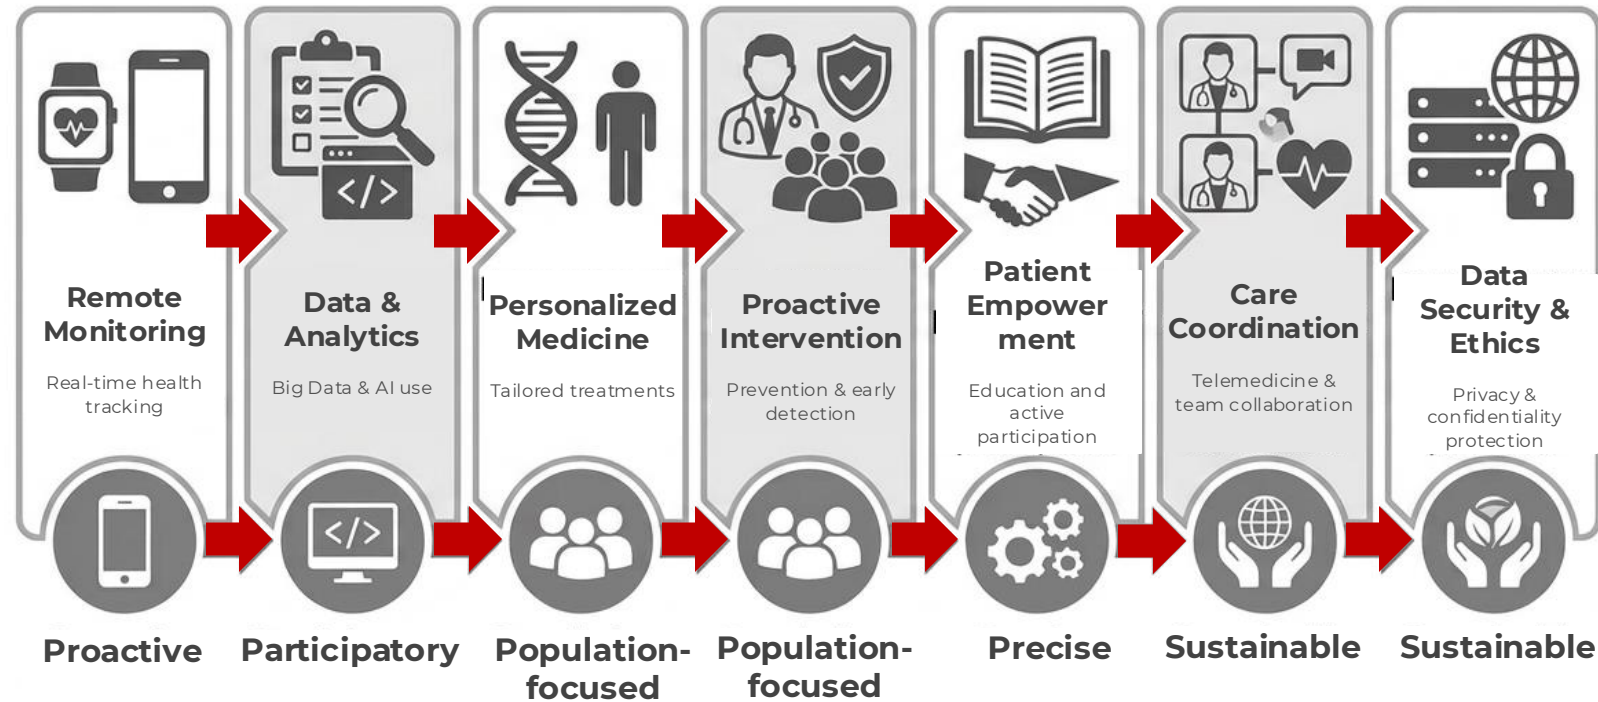 </>
Remote
Monitoring
Real-time health
tracking
Data &
Analytics
Big Data & AI use
Personalized
Medicine
Tailored treatments
Proactive
Intervention
Prevention & early
detection
Patient
Empower
ment
Education and
active
participation
Care
Coordination
Telemedicine &
team collaboration
Data
Security &
Ethics
Privacy &
confidentiality
protection
</>
Proactive
Participatory
Population-
focused
Population-
focused
Precise
Sustainable
Sustainable